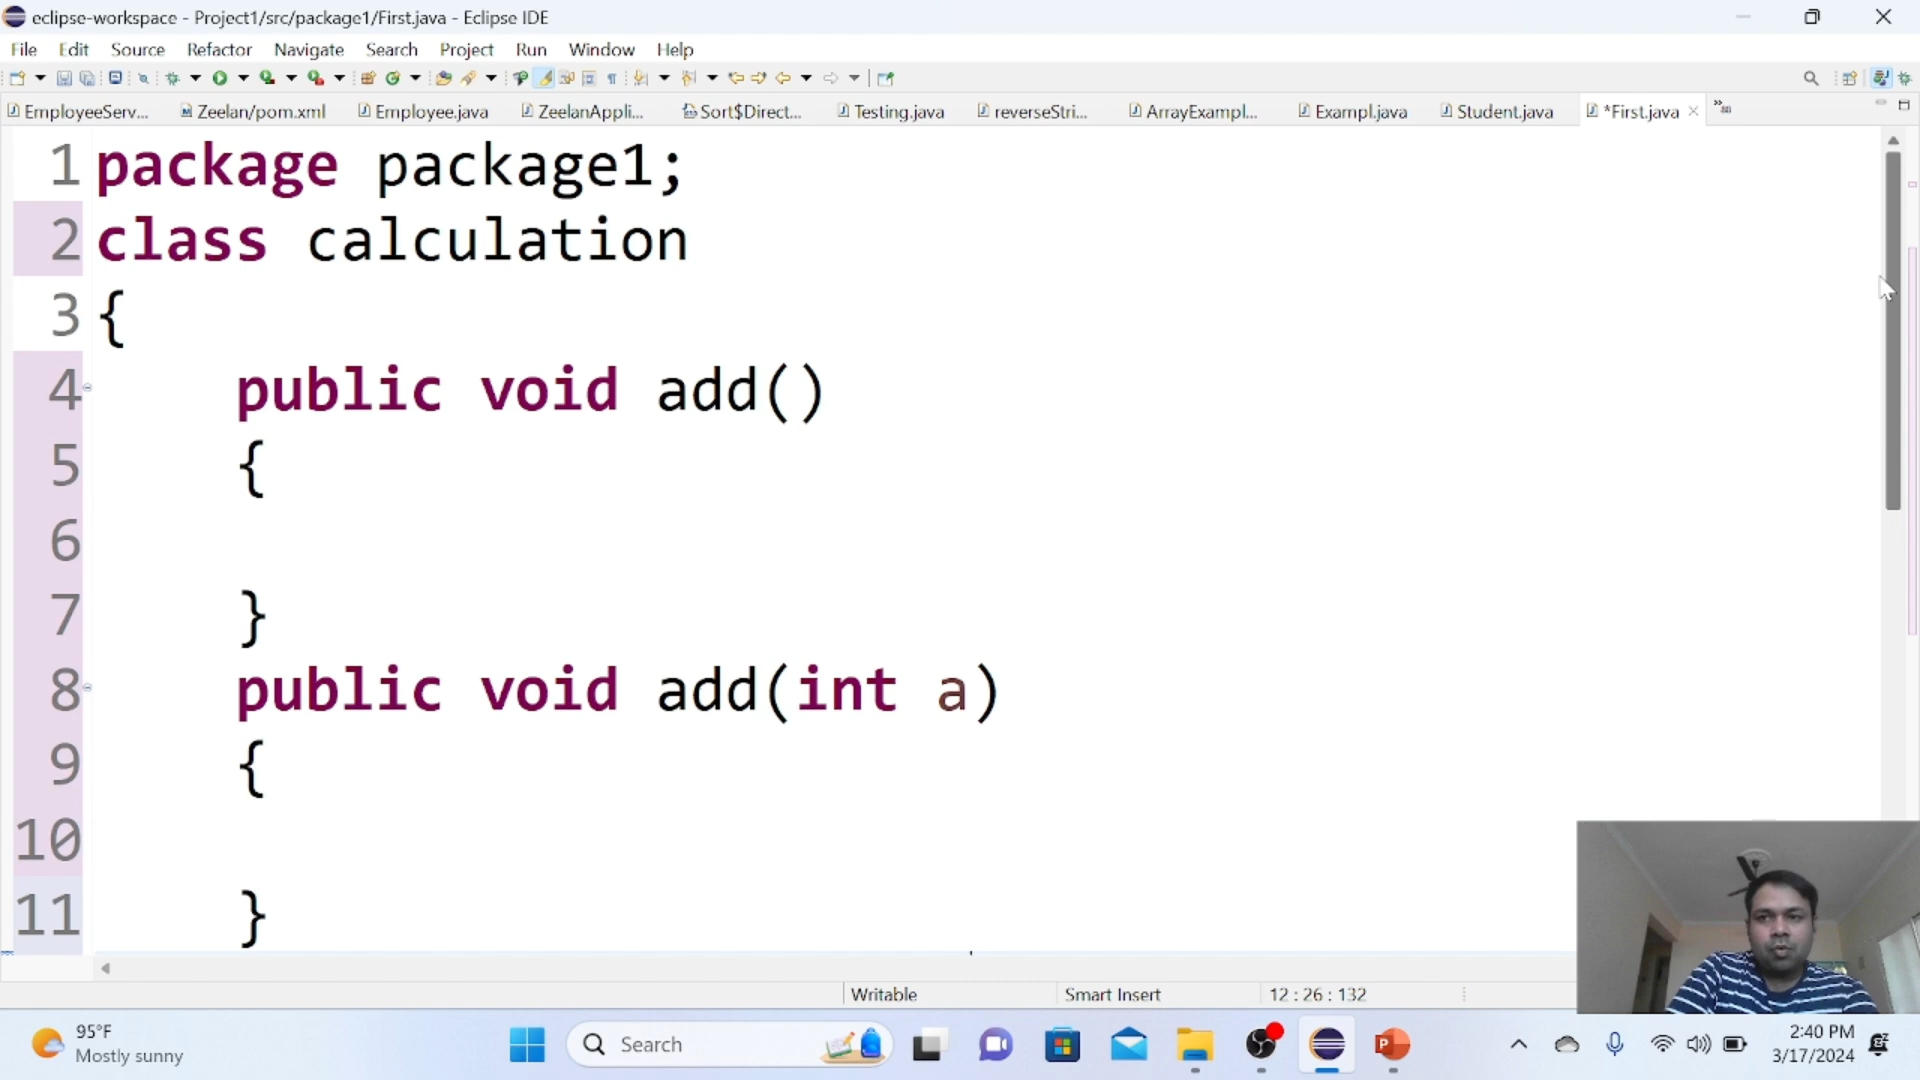 eclipse-workspace - Project1/src/package1/First.java - Eclipse IDE
File Edit Source Refactor Navigate Search Project Run Window Help
EmployeeServ... Zeelan/pom.xml Employee.java ZeelanAppli... Sort$Direct... Testing.java reverseStri... ArrayExampl... Exampl.java Student.java *First.java
1 package package1;
2 class calculation
3 {
4 public void add()
5 {
6
7 }
8 public void add(int a)
9 {
10
11 }
Writable Smart Insert 12 : 26 : 132
95°F
Mostly sunny
Search
2:40 PM
3/17/2024